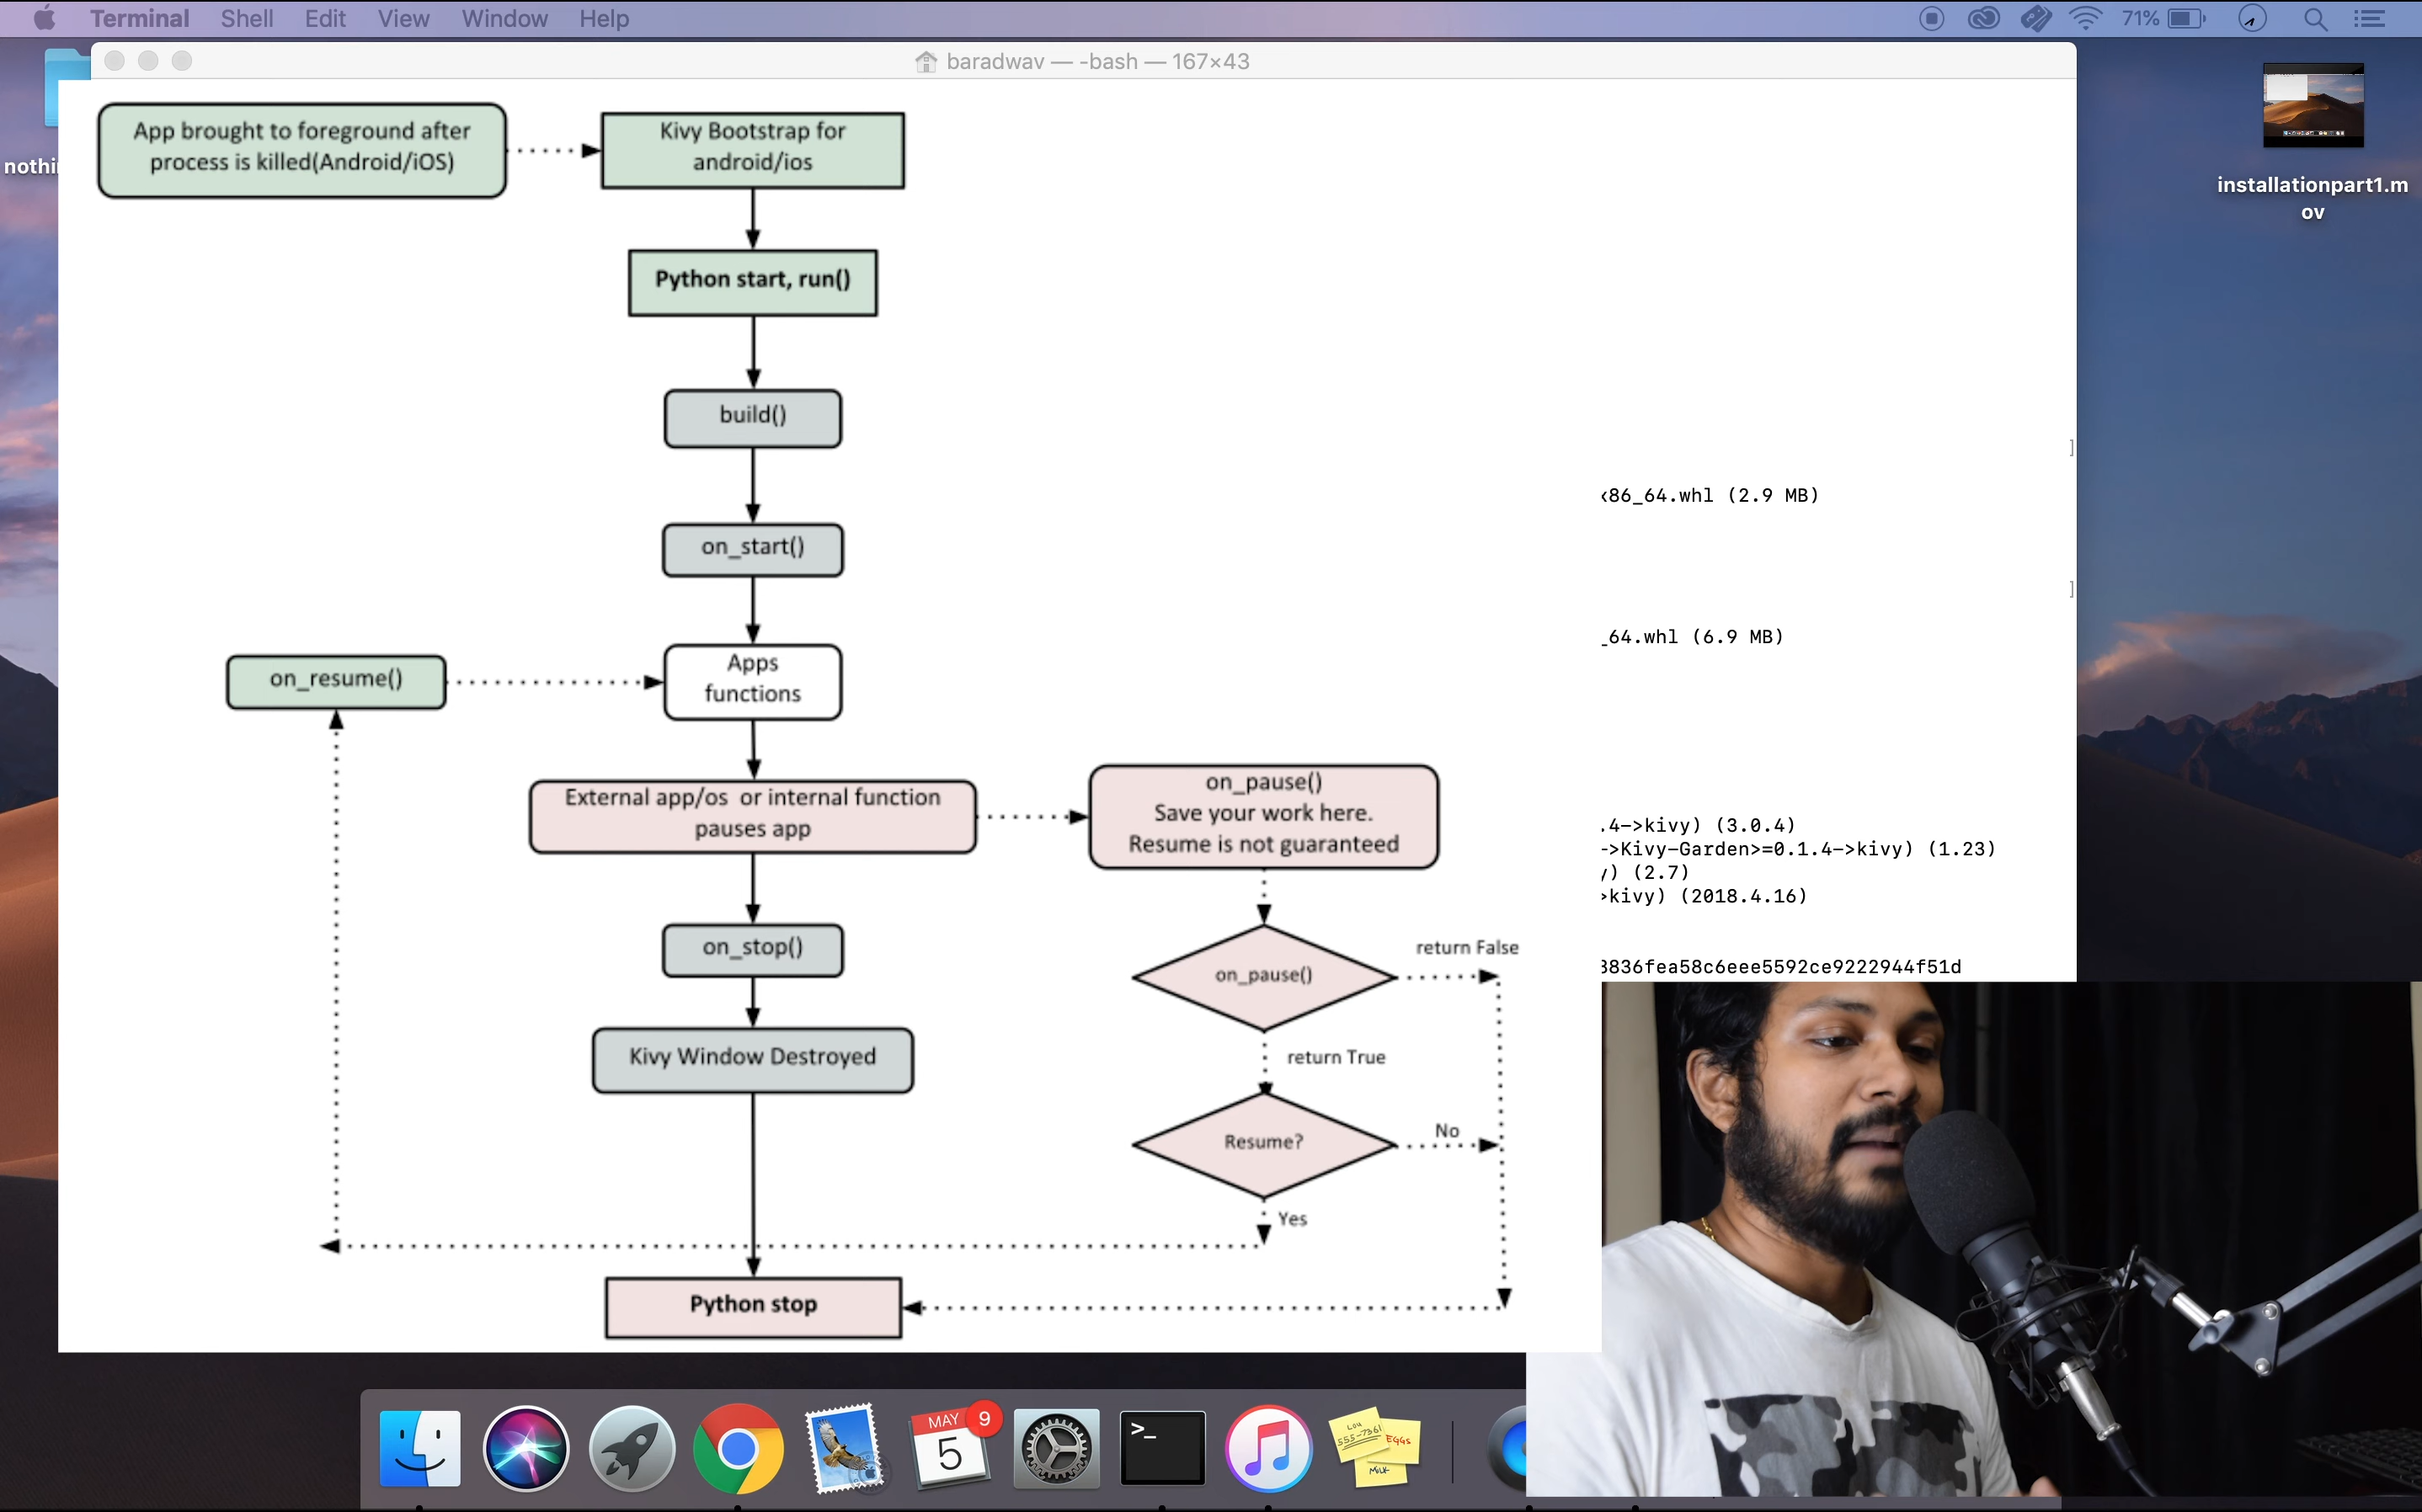 Terminal Shell Edit View Window Help
71%
baradwav — -bash — 167×43
installationpart1.m
ov
App brought to foreground after
process is killed(Android/iOS)
Kivy Bootstrap for
android/ios
Python start, run()
build()
on_start()
on_resume()
Apps
functions
External app/os or internal function
pauses app
on_pause()
Save your work here.
Resume is not guaranteed
on_stop()
on_pause()
return False
return True
Kivy Window Destroyed
Resume?
No
Yes
Python stop
86_64.whl (2.9 MB)
_64.whl (6.9 MB)
.4->kivy) (3.0.4)
->Kivy-Garden>=0.1.4->kivy) (1.23)
) (2.7)
>kivy) (2018.4.16)
3836fea58c6eee5592ce9222944f51d
MAY
9
5
>_
LOU
555-7361
EGGS
MILK